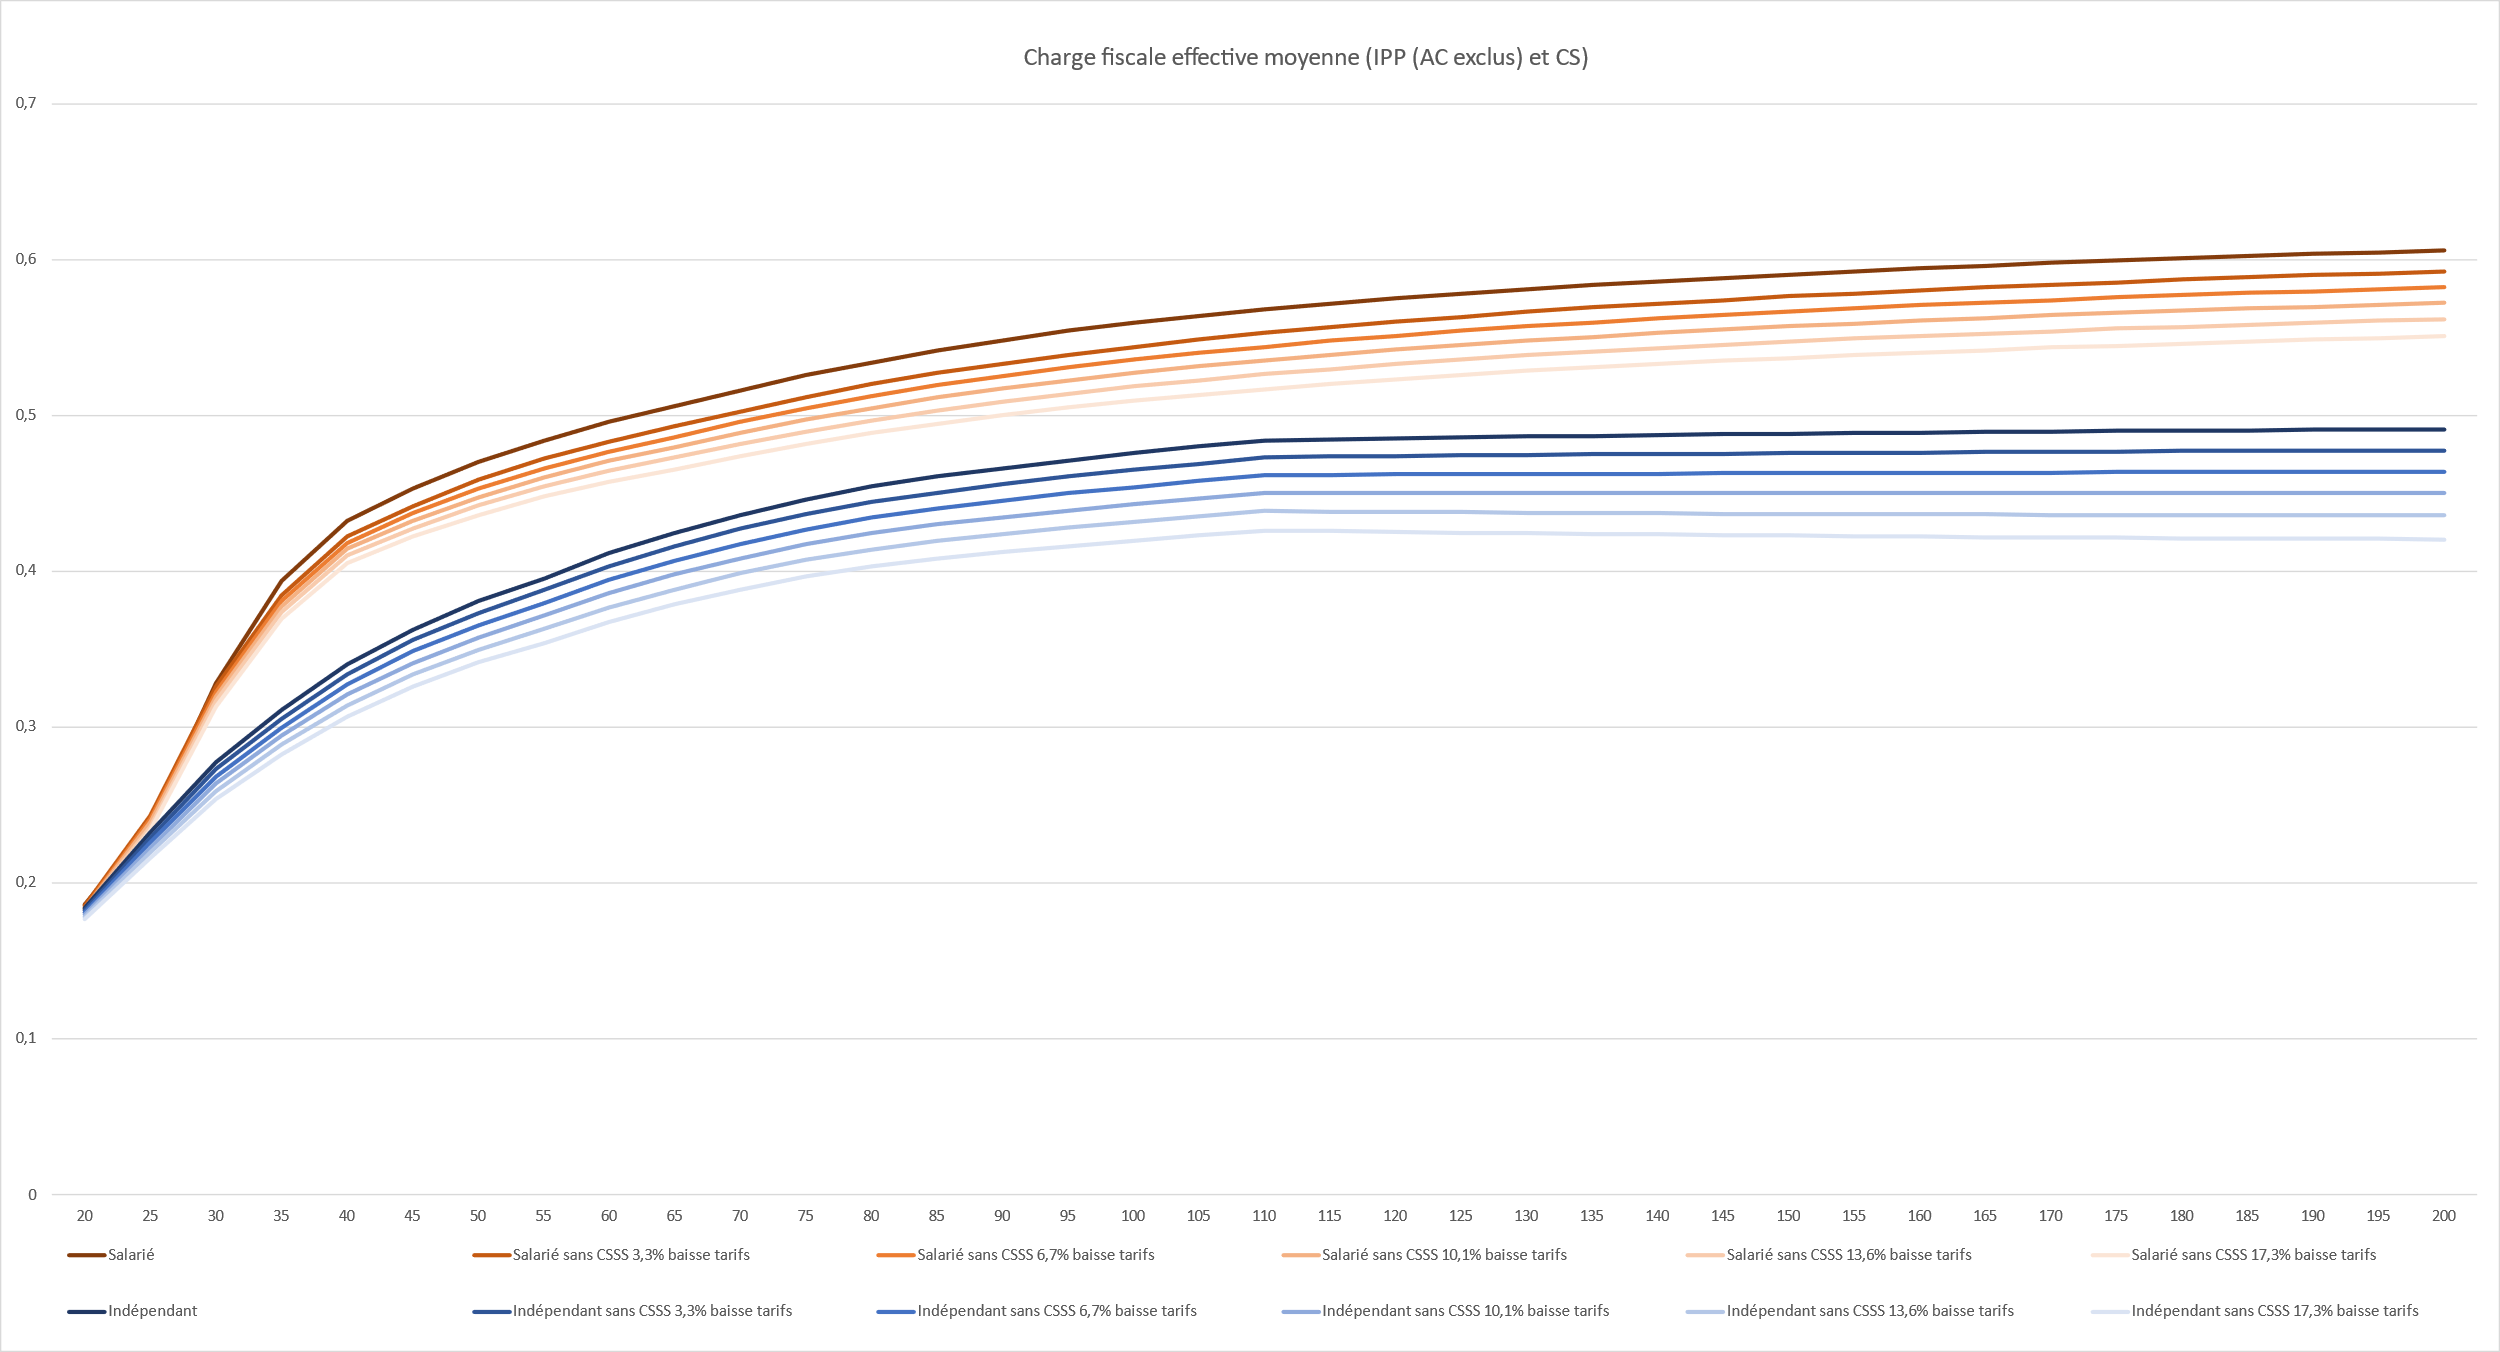 Charge fiscale effective moyenne (IPP (AC exclus) et CS)
0,7
0,6
0,5
0,4
0,3
0,2
0,1
0
20 25 30 35 40 45 50 55 60 65 70 75 80 85 90 95 100 105 110 115 120 125 130 135 140 145 150 155 160 165 170 175 180 185 190 195 200
Salarié Salarié sans CSSS 3,3% baisse tarifs Salarié sans CSSS 6,7% baisse tarifs Salarié sans CSSS 10,1% baisse tarifs Salarié sans CSSS 13,6% baisse tarifs Salarié sans CSSS 17,3% baisse tarifs
Indépendant Indépendant sans CSSS 3,3% baisse tarifs Indépendant sans CSSS 6,7% baisse tarifs Indépendant sans CSSS 10,1% baisse tarifs Indépendant sans CSSS 13,6% baisse tarifs Indépendant sans CSSS 17,3% baisse tarifs